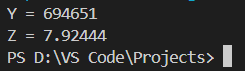 Y = 694651
Z = 7.92444
PS D:\VS Code\Projects>